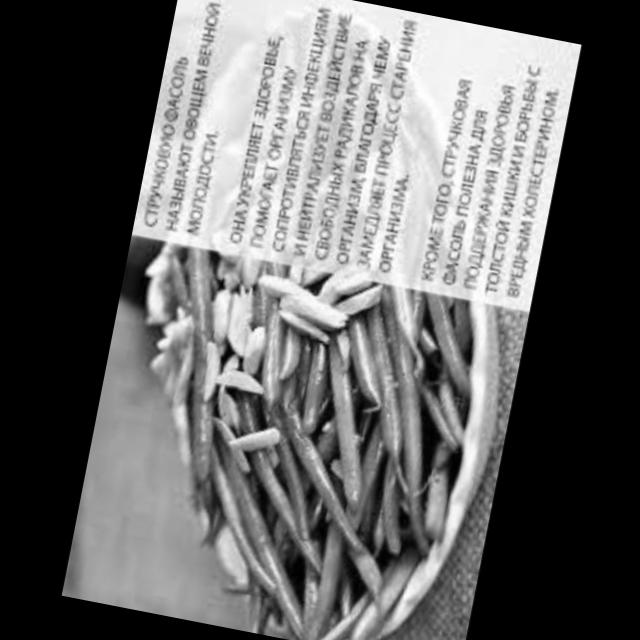 СТРУЧКОВУЮ ФАСОЛЬ
НАЗЫВАЮТ ОВОЩЕМ ВЕЧНОЙ
МОЛОДОСТИ.
ОНА УКРЕПЛЯЕТ ЗДОРОВЬЕ,
ПОМОГАЕТ ОРГАНИЗМУ
СОПРОТИВЛЯТЬСЯ ИНФЕКЦИЯМ
И НЕЙТРАЛИЗУЕТ ВОЗДЕЙСТВИЕ
СВОБОДНЫХ РАДИКАЛОВ НА
ОРГАНИЗМ, БЛАГОДАРЯ ЧЕМУ
ЗАМЕДЛЯЕТ ПРОЦЕСС СТАРЕНИЯ
ОРГАНИЗМА.
КРОМЕ ТОГО, СТРУЧКОВАЯ
ФАСОЛЬ ПОЛЕЗНА ДЛЯ
ПОДДЕРЖАНИЯ ЗДОРОВЬЯ
ТОЛСТОЙ КИШКИ И БОРЬБЫ С
ВРЕДНЫМ ХОЛЕСТЕРИНОМ.